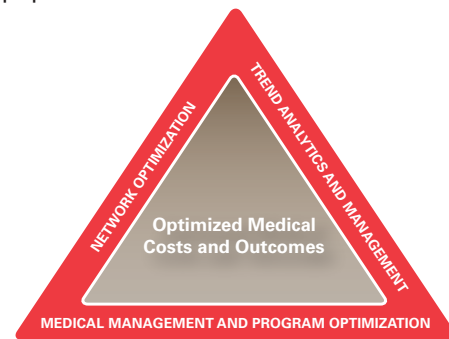 NETWORK OPTIMIZATION
TREND ANALYTICS AND MANAGEMENT
Optimized Medical
Costs and Outcomes
MEDICAL MANAGEMENT AND PROGRAM OPTIMIZATION